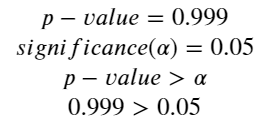 p − value = 0.999
significance(α) = 0.05
p − value > α
0.999 > 0.05